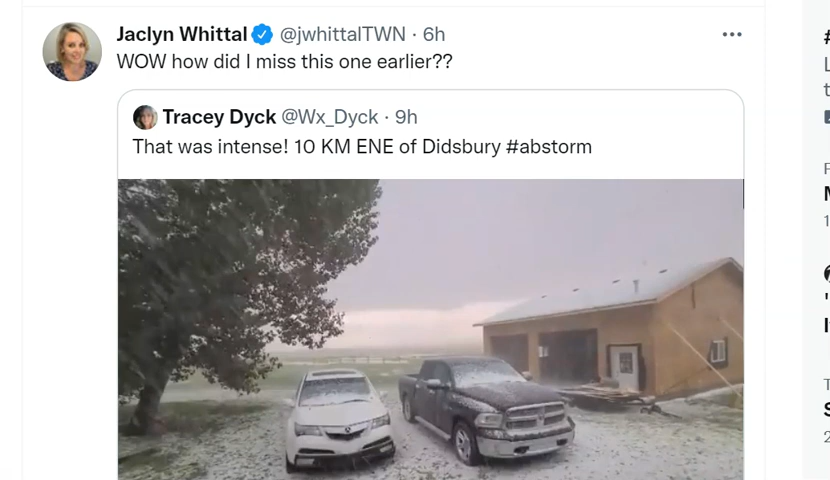 Jaclyn Whittal @jwhittalTWN · 6h
WOW how did I miss this one earlier??
Tracey Dyck @Wx_Dyck · 9h
That was intense! 10 KM ENE of Didsbury #abstorm